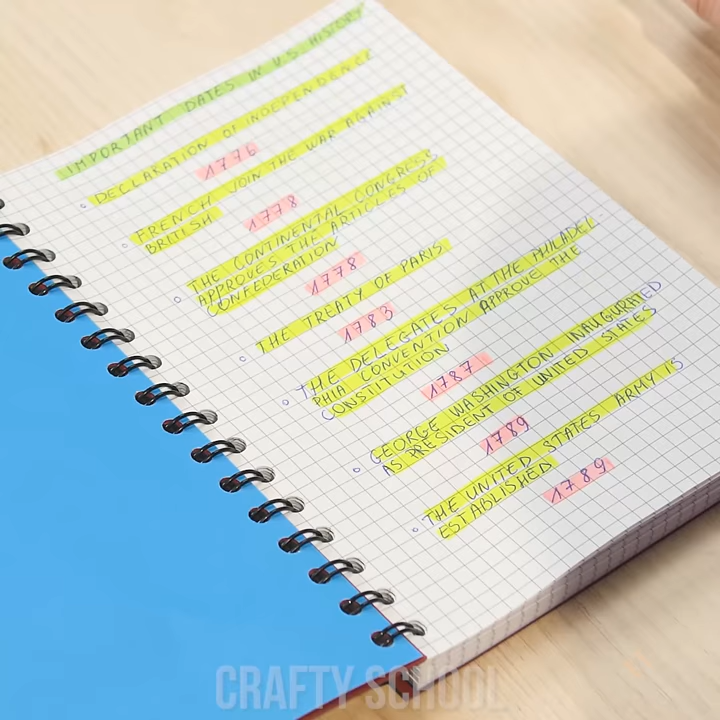 IMPORTANT DATES IN U.S HISTORY
DECLARATION OF INDEPENDENCE
1776
FRENCH JOIN THE WAR AGAINST
BRITISH
1778
THE CONTINENTAL CONGRESS
APPROVES THE ARTICLES OF
CONFEDERATION
1778
THE TREATY OF PARIS
1783
THE DELEGATES AT THE PHILADEL
PHIA CONVENTION APPROVE THE
CONSTITUTION
1787
GEORGE WASHINGTON INAUGURATED
AS PRESIDENT OF UNITED STATES
1789
THE UNITED STATES ARMY IS
ESTABLISHED
1789
CRAFTY SCHOOL